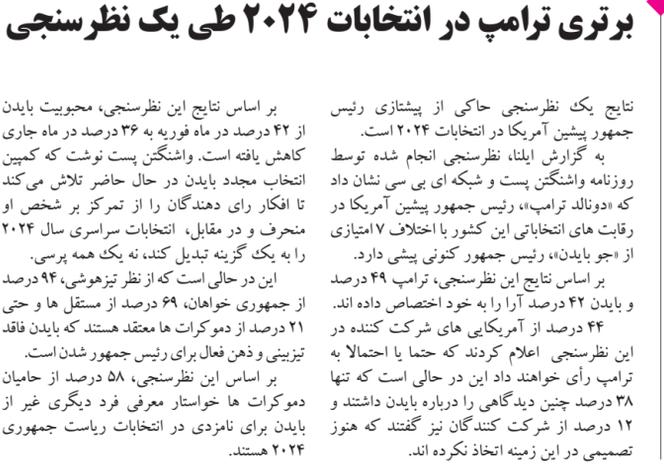 برتری ترامپ در انتخابات ۲۰۲۴ طی یک نظرسنجی
نتایج یک نظرسنجی حاکی از پیشتازی رئیس
جمهور پیشین آمریکا در انتخابات ۲۰۲۴ است.
به گزارش ایلنا، نظرسنجی انجام شده توسط
روزنامه واشنگتن پست و شبکه ای بی سی نشان داد
که «دونالد ترامپ»، رئیس جمهور پیشین آمریکا در
رقابت های انتخاباتی این کشور با اختلاف ۷امتیازی
از «جو بایدن»، رئیس جمهور کنونی پیشی دارد.
بر اساس نتایج این نظرسنجی، ترامپ ۴۹ درصد
و بایدن ۴۲ درصد آرا را به خود اختصاص داده اند.
۴۴ درصد از آمریکایی های شرکت کننده در
این نظرسنجی اعلام کردند که حتما یا احتمالا به
ترامپ رأی خواهند داد این در حالی است که تنها
۳۸ درصد چنین دیدگاهی را درباره بایدن داشتند و
۱۲ درصد از شرکت کنندگان نیز گفتند که هنوز
تصمیمی در این زمینه اتخاذ نکرده اند.
بر اساس نتایج این نظرسنجی، محبوبیت بایدن
از ۴۲ درصد در ماه فوریه به ۳۶ درصد در ماه جاری
کاهش یافته است. واشنگتن پست نوشت که کمپین
انتخاب مجدد بایدن در حال حاضر تلاش می‌کند
تا افکار رای دهندگان را از تمرکز بر شخص او
منحرف و در مقابل، انتخابات سراسری سال ۲۰۲۴
را به یک گزینه تبدیل کند، نه یک همه پرسی.
این در حالی است که از نظر تیزهوشی، ۹۴ درصد
از جمهوری خواهان، ۶۹ درصد از مستقل ها و حتی
۲۱ درصد از دموکرات ها معتقد هستند که بایدن فاقد
تیزبینی و ذهن فعال برای رئیس جمهور شدن است.
بر اساس این نظرسنجی، ۵۸ درصد از حامیان
دموکرات ها خواستار معرفی فرد دیگری غیر از
بایدن برای نامزدی در انتخابات ریاست جمهوری
۲۰۲۴ هستند.